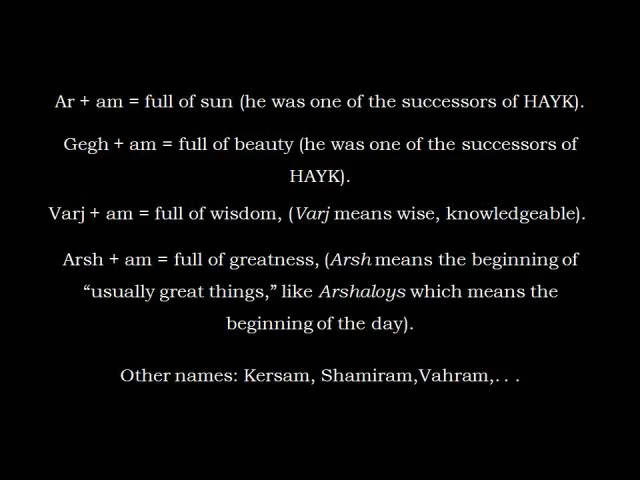 Ar + am = full of sun (he was one of the successors of HAYK).
Gegh + am = full of beauty (he was one of the successors of
HAYK).
Varj + am = full of wisdom, (Varj means wise, knowledgeable).
Arsh + am = full of greatness, (Arsh means the beginning of
“usually great things,” like Arshaloys which means the
beginning of the day).
Other names: Kersam, Shamiram,Vahram,. . .